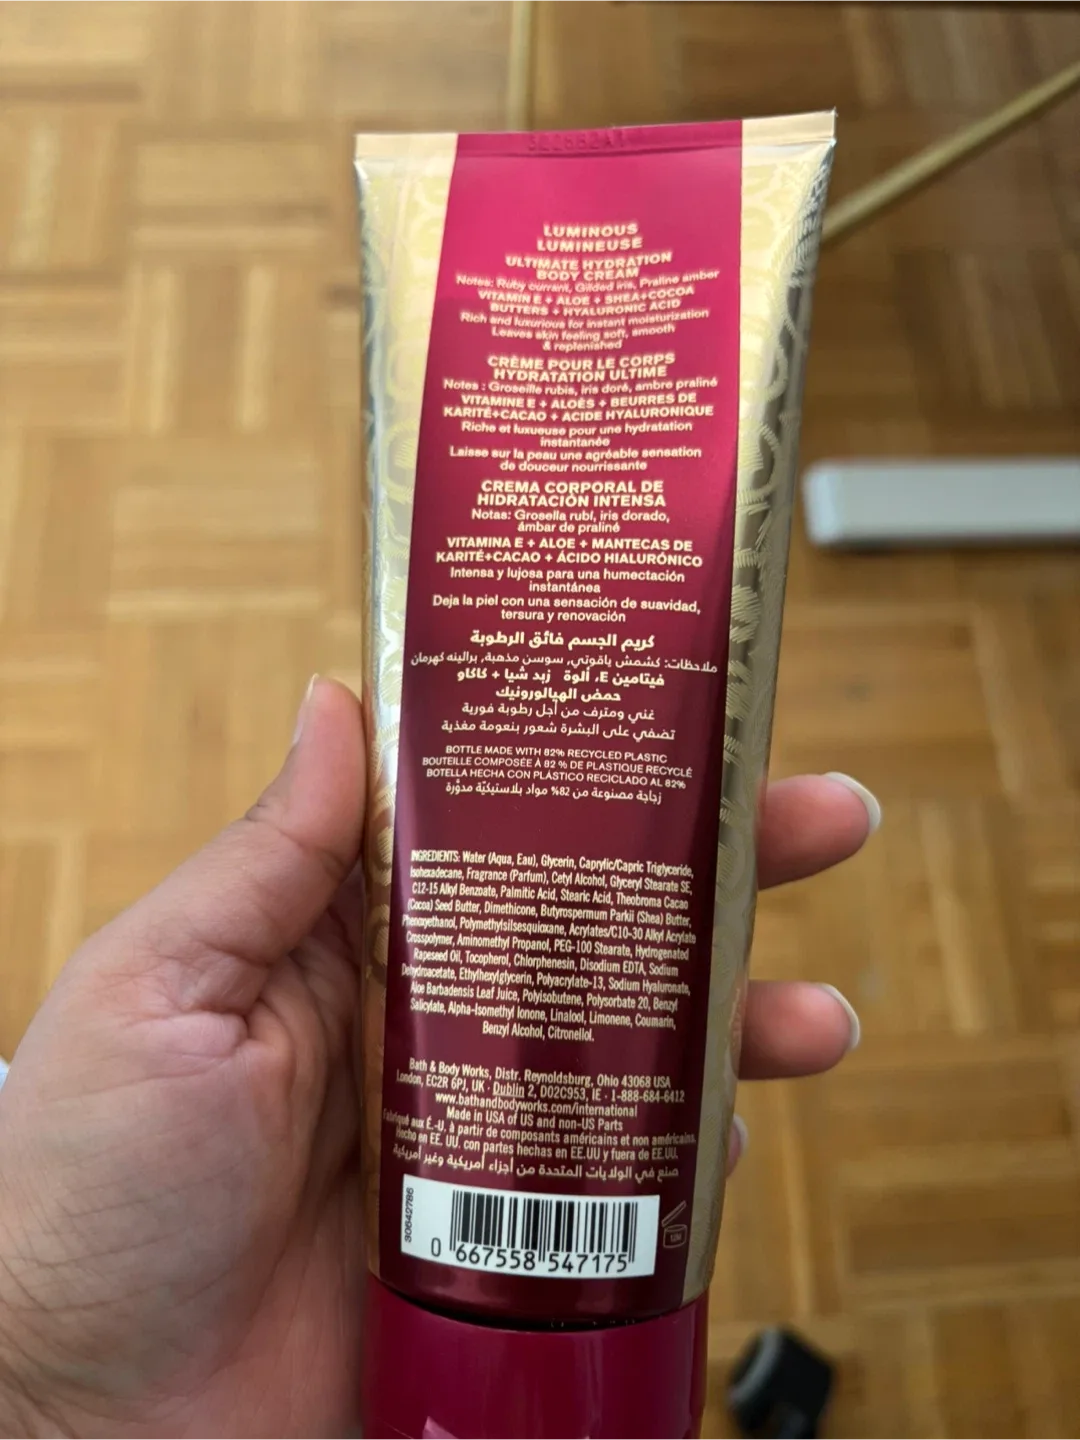 LUMINOUS
LUMINEUSE
ULTIMATE HYDRATION
BODY CREAM
Notes: Ruby currant, Gilded iris, Praline amber
VITAMIN E + ALOE + SHEA+COCOA
BUTTERS + HYALURONIC ACID
Rich and luxurious for instant moisturization
Leaves skin feeling soft, smooth
& replenished
CRÈME POUR LE CORPS
HYDRATATION ULTIME
Notes : Groseille rubis, iris doré, ambre praliné
VITAMINE E + ALOÈS + BEURRES DE
KARITÉ+CACAO + ACIDE HYALURONIQUE
Riche et luxueuse pour une hydratation
instantanée
Laisse sur la peau une agréable sensation
de douceur nourrissante
CREMA CORPORAL DE
HIDRATACIÓN INTENSA
Notas: Grosella rubí, iris dorado,
ámbar de praliné
VITAMINA E + ALOE + MANTECAS DE
KARITÉ+CACAO + ÁCIDO HIALURÓNICO
Intensa y lujosa para una humectación
instantánea
Deja la piel con una sensación de suavidad,
tersura y renovación
كريم الجسم فائق الرطوبة
ملاحظات: كشمش ياقوتي، سوسن مذهبة، برالينه كهرمان
فيتامين E، ألوة زبد شيا + كاكاو
حمض الهيالورونيك
غني ومترف من أجل رطوبة فورية
تضفي على البشرة شعور بنعومة مغذية
BOTTLE MADE WITH 82% RECYCLED PLASTIC
BOUTEILLE COMPOSÉE À 82 % DE PLASTIQUE RECYCLÉ
BOTELLA HECHA CON PLÁSTICO RECICLADO AL 82%
زجاجة مصنوعة من 82% مواد بلاستيكيّة مدوَّرة
INGREDIENTS: Water (Aqua, Eau), Glycerin, Caprylic/Capric Triglyceride,
Isohexadecane, Fragrance (Parfum), Cetyl Alcohol, Glyceryl Stearate SE,
C12-15 Alkyl Benzoate, Palmitic Acid, Stearic Acid, Theobroma Cacao
(Cocoa) Seed Butter, Dimethicone, Butyrospermum Parkii (Shea) Butter,
Phenoxyethanol, Polymethylsilsesquioxane, Acrylates/C10-30 Alkyl Acrylate
Crosspolymer, Aminomethyl Propanol, PEG-100 Stearate, Hydrogenated
Rapeseed Oil, Tocopherol, Chlorphenesin, Disodium EDTA, Sodium
Dehydroacetate, Ethylhexylglycerin, Polyacrylate-13, Sodium Hyaluronate,
Aloe Barbadensis Leaf Juice, Polyisobutene, Polysorbate 20, Benzyl
Salicylate, Alpha-Isomethyl Ionone, Linalool, Limonene, Coumarin,
Benzyl Alcohol, Citronellol.
Bath & Body Works, Distr. Reynoldsburg, Ohio 43068 USA
London, EC2R 6PJ, UK · Dublin 2, D02C953, IE · 1-888-684-6412
www.bathandbodyworks.com/international
Made in USA of US and non-US Parts
Fabriqué aux É.-U. à partir de composants américains et non américains.
Hecho en EE. UU. con partes hechas en EE.UU y fuera de EE.UU.
صنع في الولايات المتحدة من أجزاء أمريكية وغير أمريكية
30642786
0 667558 547175
12M